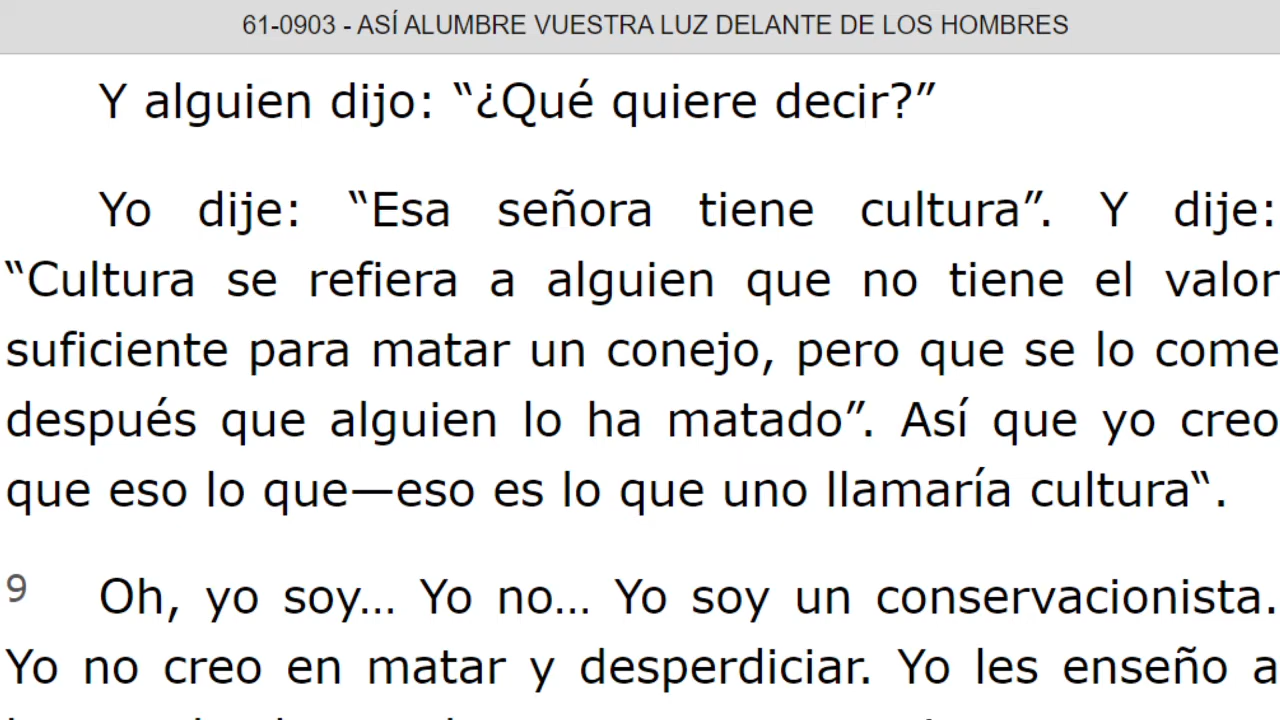 61-0903 - ASÍ ALUMBRE VUESTRA LUZ DELANTE DE LOS HOMBRES
Y alguien dijo: “¿Qué quiere decir?”
Yo dije: “Esa señora tiene cultura”. Y dije:
“Cultura se refiera a alguien que no tiene el valor
suficiente para matar un conejo, pero que se lo come
después que alguien lo ha matado”. Así que yo creo
que eso lo que—eso es lo que uno llamaría cultura“.
9 Oh, yo soy… Yo no… Yo soy un conservacionista.
Yo no creo en matar y desperdiciar. Yo les enseño a